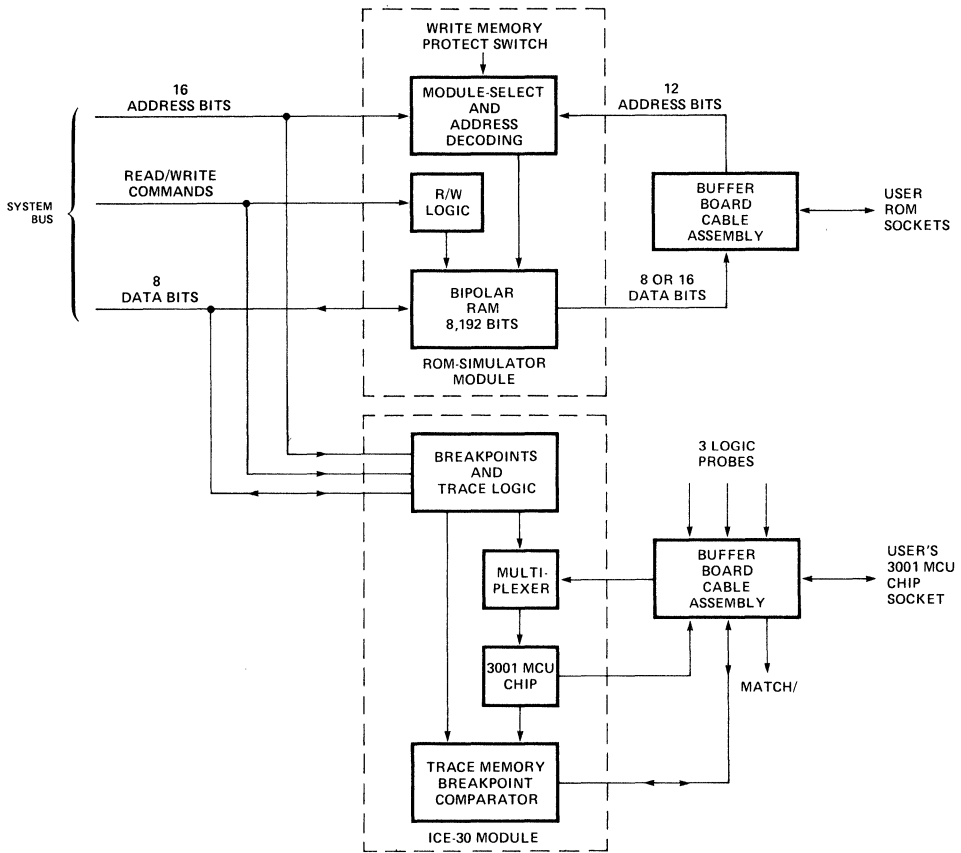 WRITE MEMORY
PROTECT SWITCH
16
ADDRESS BITS
MODULE-SELECT
AND
ADDRESS
DECODING
12
ADDRESS BITS
READ/WRITE
COMMANDS
R/W
LOGIC
BUFFER
BOARD
CABLE
ASSEMBLY
USER
ROM
SOCKETS
SYSTEM
BUS
8
DATA BITS
BIPOLAR
RAM
8,192 BITS
8 OR 16
DATA BITS
ROM-SIMULATOR
MODULE
BREAKPOINTS
AND
TRACE LOGIC
3 LOGIC
PROBES
MULTI-
PLEXER
BUFFER
BOARD
CABLE
ASSEMBLY
USER'S
3001 MCU
CHIP
SOCKET
3001 MCU
CHIP
MATCH/
TRACE MEMORY
BREAKPOINT
COMPARATOR
ICE-30 MODULE